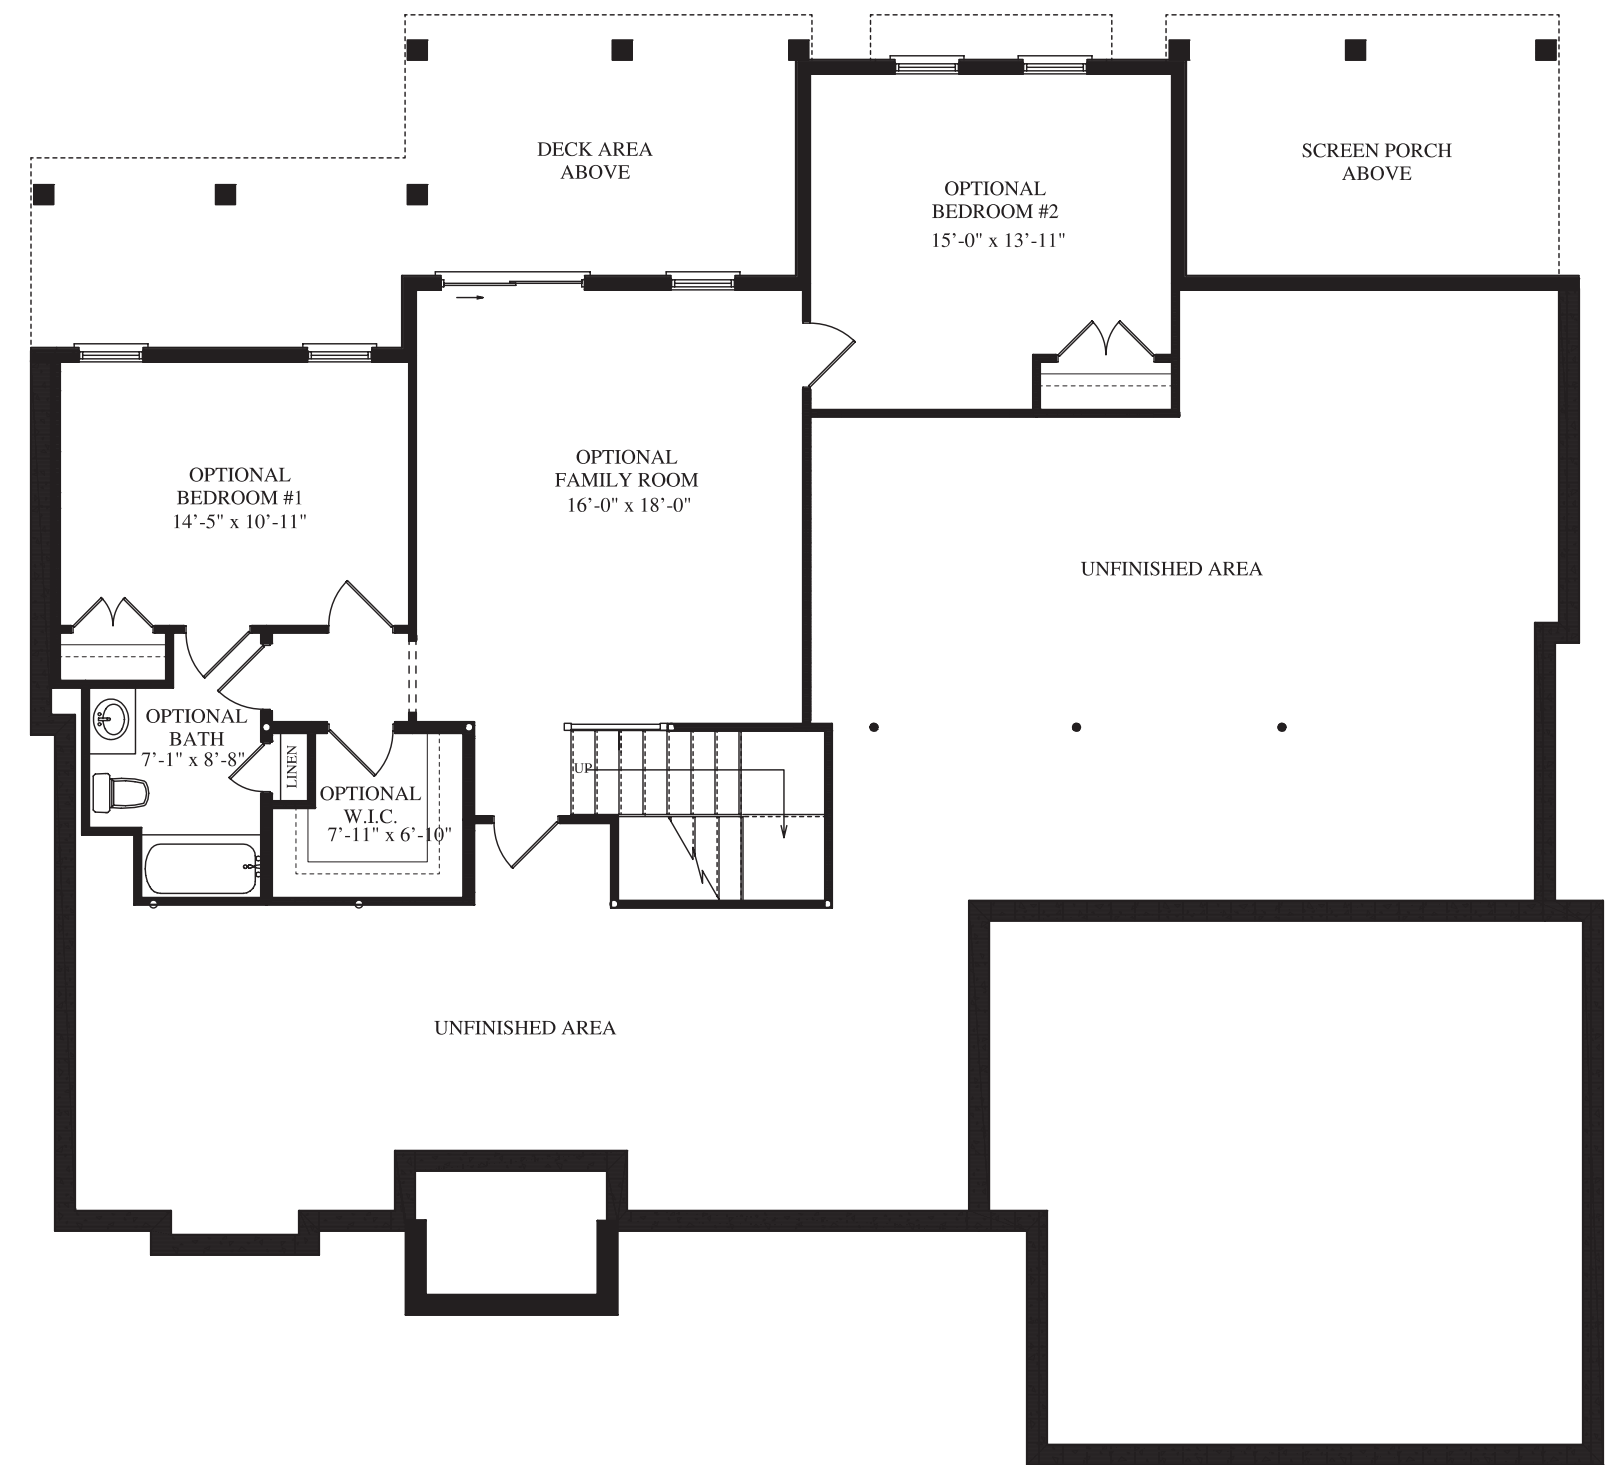 DECK AREA
ABOVE
SCREEN PORCH
ABOVE
OPTIONAL
BEDROOM #2
15'-0" x 13'-11"
OPTIONAL
FAMILY ROOM
16'-0" x 18'-0"
OPTIONAL
BEDROOM #1
14'-5" x 10'-11"
UNFINISHED AREA
OPTIONAL
BATH
7'-1" x 8'-8"
LINEN
UP
OPTIONAL
W.I.C.
7'-11" x 6'-10"
UNFINISHED AREA